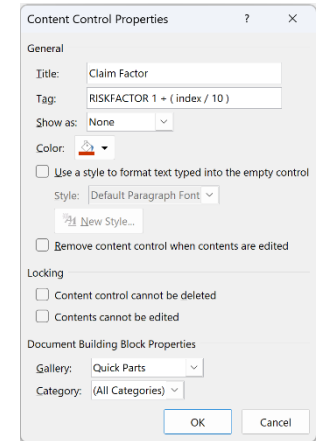 Content Control Properties ? ×
General
Title: Claim Factor
Tag: RISKFACTOR 1 + ( index / 10 )
Show as: None
Color:
Use a style to format text typed into the empty control
Style: Default Paragraph Font
New Style...
Remove content control when contents are edited
Locking
Content control cannot be deleted
Contents cannot be edited
Document Building Block Properties
Gallery: Quick Parts
Category: (All Categories)
OK Cancel